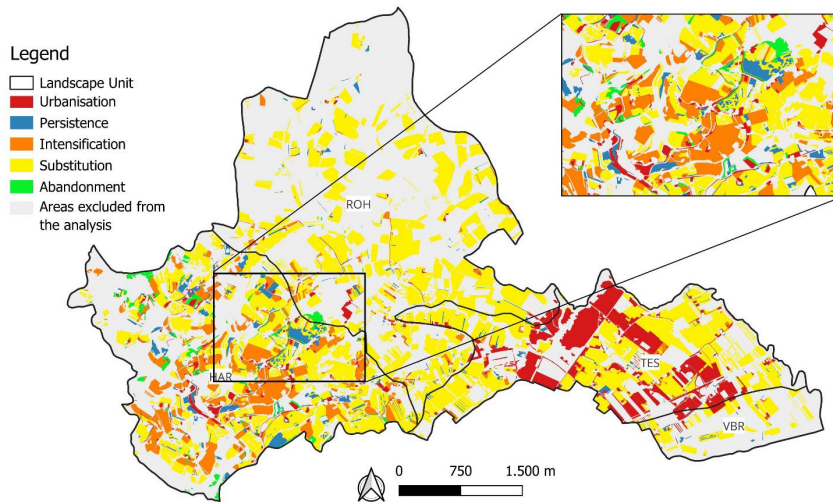 Legend
Landscape Unit
Urbanisation
Persistence
Intensification
Substitution
Abandonment
Areas excluded from
the analysis
ROH
HAR
TES
VBR
0 750 1.500 m